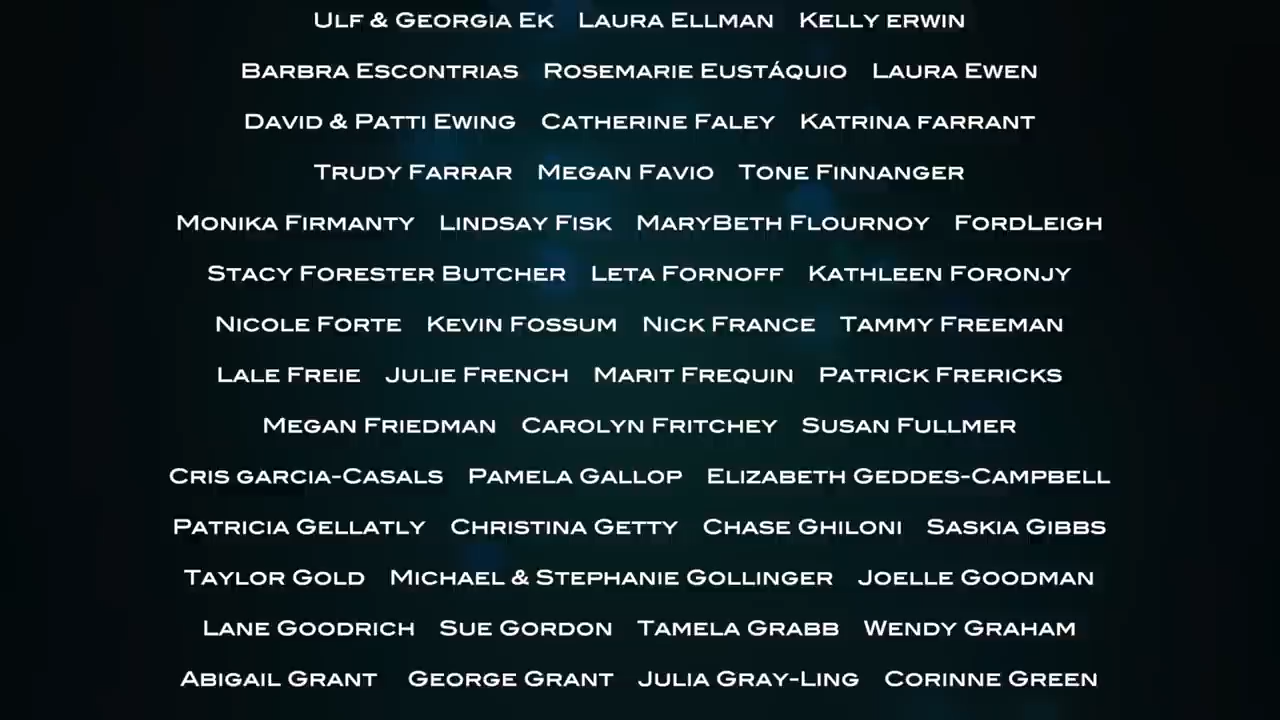 Ulf & Georgia Ek Laura Ellman Kelly erwin
Barbra Escontrias Rosemarie Eustáquio Laura Ewen
David & Patti Ewing Catherine Faley Katrina farrant
Trudy Farrar Megan Favio Tone Finnanger
Monika Firmanty Lindsay Fisk MaryBeth Flournoy FordLeigh
Stacy Forester Butcher Leta Fornoff Kathleen Foronjy
Nicole Forte Kevin Fossum Nick France Tammy Freeman
Lale Freie Julie French Marit Frequin Patrick Frericks
Megan Friedman Carolyn Fritchey Susan Fullmer
Cris garcia-Casals Pamela Gallop Elizabeth Geddes-Campbell
Patricia Gellatly Christina Getty Chase Ghiloni Saskia Gibbs
Taylor Gold Michael & Stephanie Gollinger Joelle Goodman
Lane Goodrich Sue Gordon Tamela Grabb Wendy Graham
Abigail Grant George Grant Julia Gray-Ling Corinne Green